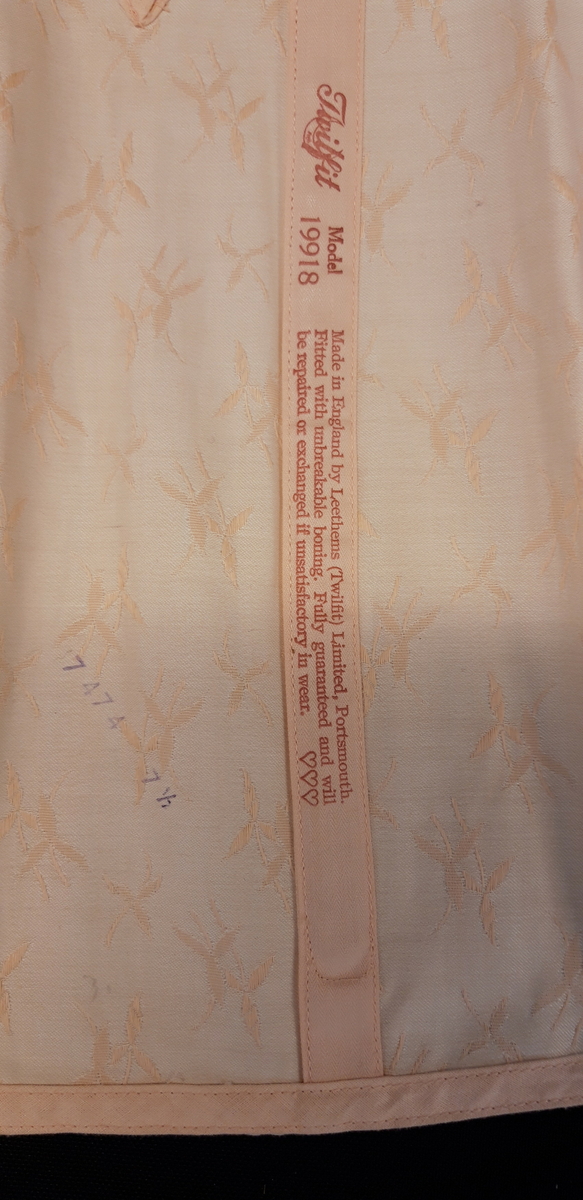 Twilfit
Model
19918
Made in England by Leethems (Twilfit) Limited, Portsmouth.
Fitted with unbreakable boning. Fully guaranteed and will
be repaired or exchanged if unsatisfactory in wear. ♡♡♡